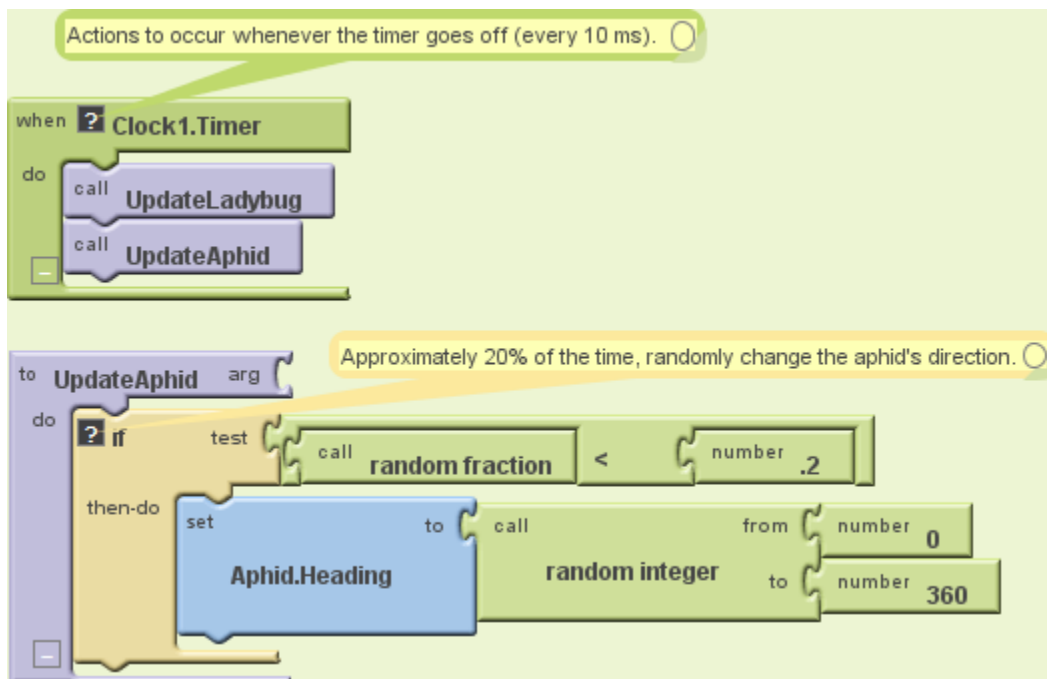 Actions to occur whenever the timer goes off (every 10 ms).
when ? Clock1.Timer
do
call UpdateLadybug
call UpdateAphid
Approximately 20% of the time, randomly change the aphid's direction.
to UpdateAphid arg
do
? if test call random fraction < number .2
then-do
set Aphid.Heading to call random integer from number 0
to number 360